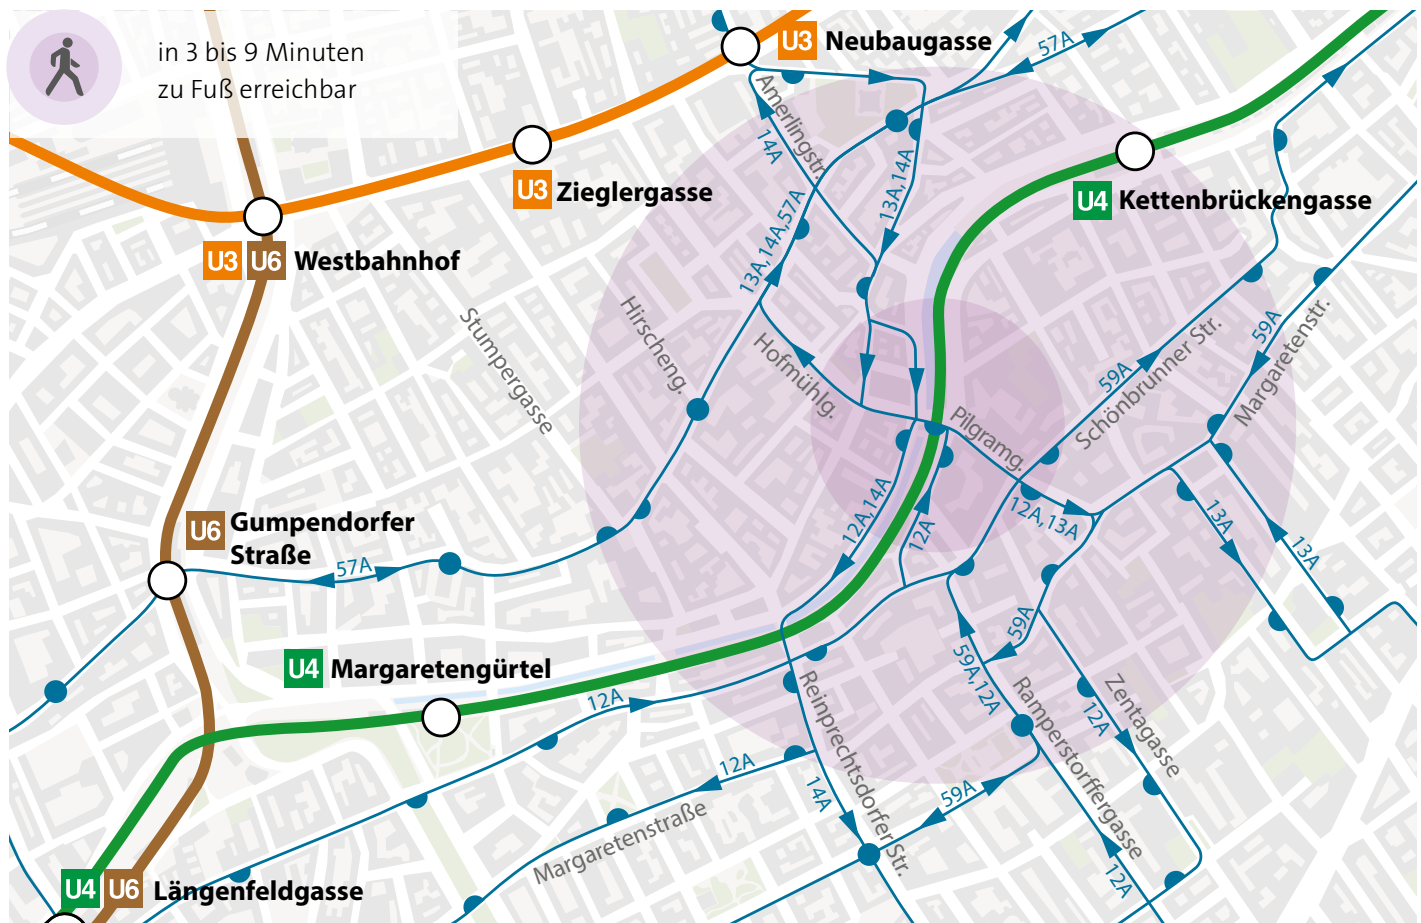 in 3 bis 9 Minuten
zu Fuß erreichbar
U3 Neubaugasse
57A
Amerlingstr.
14A
13A,14A
U3 Zieglergasse
U4 Kettenbrückengasse
U3 U6 Westbahnhof
13A,14A,57A
Stumpergasse
Hirscheng.
Hofmühlg.
59A
Margaretenstr.
Schönbrunner Str.
59A
Pilgramg.
12A,14A
12A
12A,13A
13A
13A
U6 Gumpendorfer
Straße
57A
59A
59A,12A
U4 Margaretengürtel
12A
Reinprechtsdorfer Str.
Ramperstorffergasse
Zentagasse
12A
12A
14A
59A
Margaretenstraße
12A
U4 U6 Längenfeldgasse